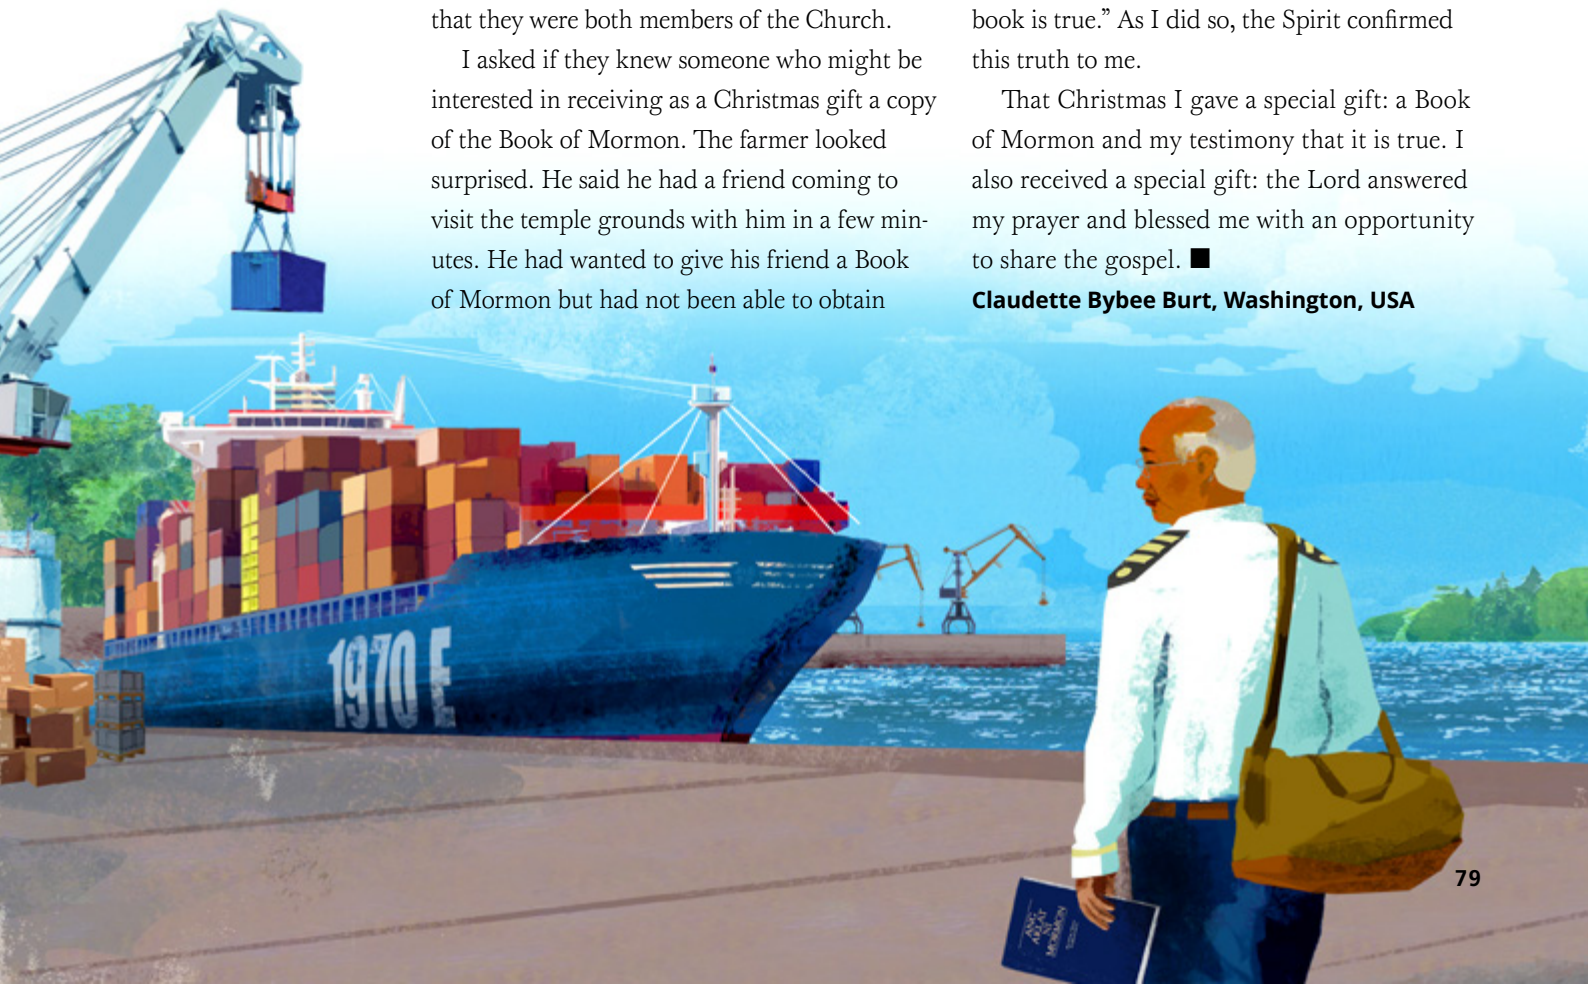 that they were both members of the Church.
I asked if they knew someone who might be
interested in receiving as a Christmas gift a copy
of the Book of Mormon. The farmer looked
surprised. He said he had a friend coming to
visit the temple grounds with him in a few min-
utes. He had wanted to give his friend a Book
of Mormon but had not been able to obtain
book is true.” As I did so, the Spirit confirmed
this truth to me.
That Christmas I gave a special gift: a Book
of Mormon and my testimony that it is true. I
also received a special gift: the Lord answered
my prayer and blessed me with an opportunity
to share the gospel. ■
Claudette Bybee Burt, Washington, USA
1970 E
ANG
AKLAT
NI
MORMON
79